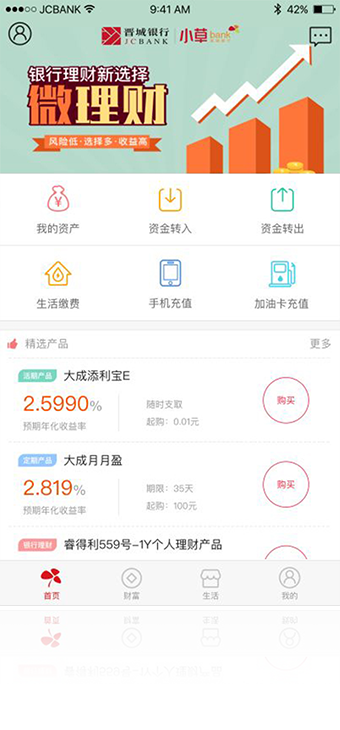 JCBANK 9:41 AM 42%
晋城银行 JCBANK 小草bank
银行理财新选择
微理财
风险低·选择多·收益高
我的资产 资金转入 资金转出
生活缴费 手机充值 加油卡充值
精选产品 更多
活期产品 大成添利宝E
2.5990% 随时支取 购买
预期年化收益率 起购：0.01元
定期产品 大成月月盈
2.819% 期限：35天 购买
预期年化收益率 起购：100元
银行理财 睿得利559号-1Y个人理财产品
首页 财富 生活 我的